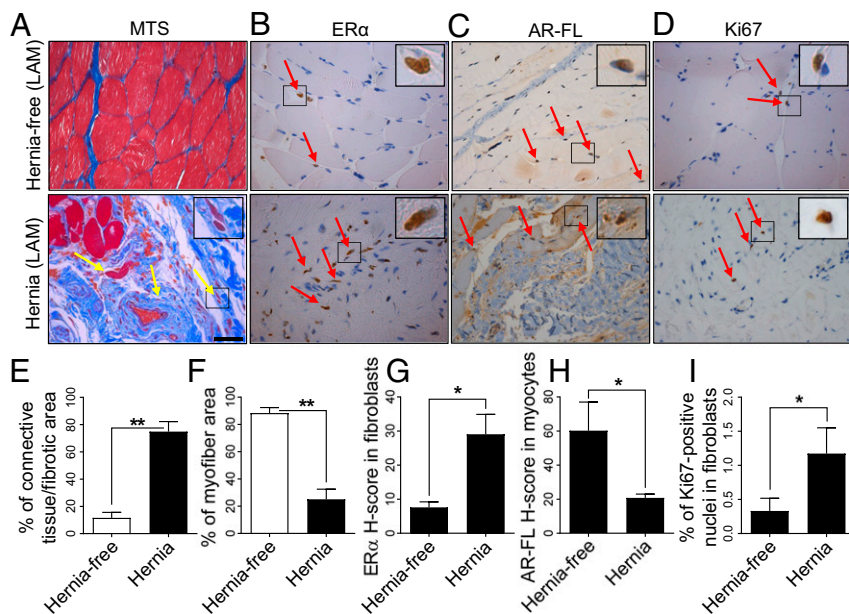 A
MTS
B
ERα
C
AR-FL
D
Ki67
Hernia-free (LAM)
Hernia (LAM)
E
% of connective
tissue/fibrotic area
100
80
60
40
20
0
**
Hernia-free
Hernia
F
% of myofiber area
100
80
60
40
20
0
**
Hernia-free
Hernia
G
ERα H-score in fibroblasts
40
30
20
10
0
*
Hernia-free
Hernia
H
AR-FL H-score in myocytes
80
60
40
20
0
*
Hernia-free
Hernia
I
% of Ki67-positive
nuclei in fibroblasts
2.0
1.5
1.0
0.5
0.0
*
Hernia-free
Hernia